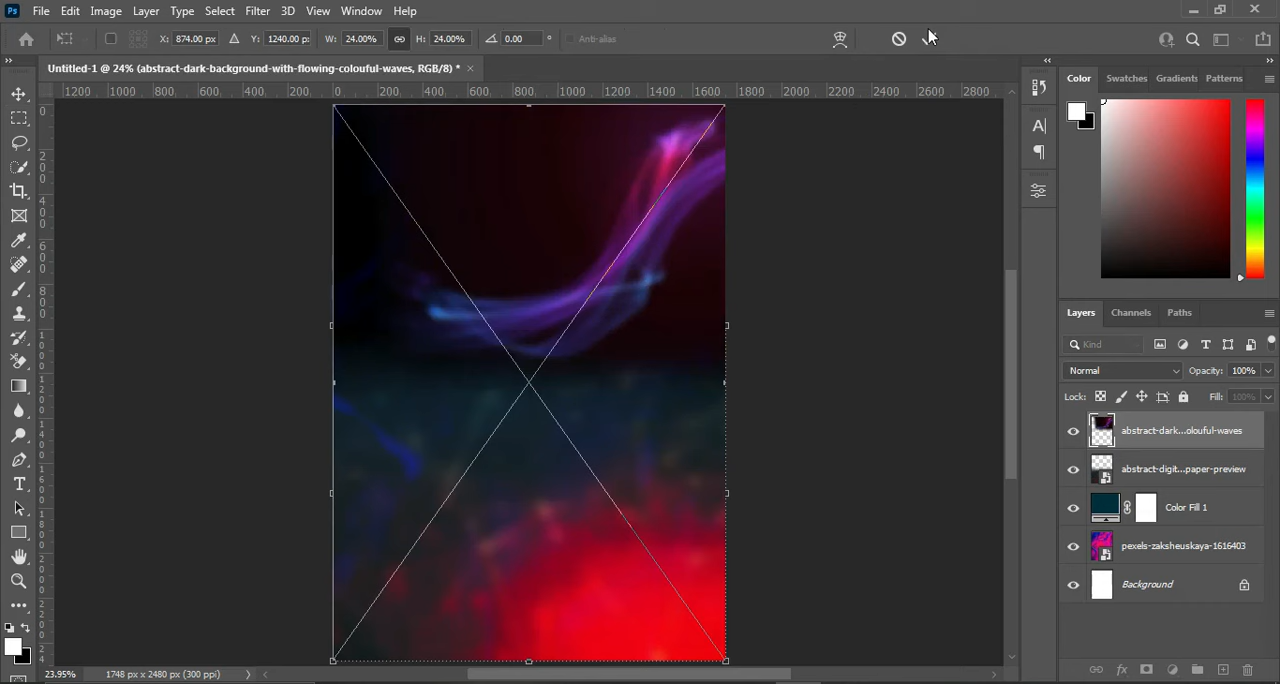 Ps File Edit Image Layer Type Select Filter 3D View Window Help
X: 874.00 px Y: 1240.00 px W: 24.00% H: 24.00% 0.00 ° Anti-alias
Untitled-1 @ 24% (abstract-dark-background-with-flowing-colouful-waves, RGB/8) *
1200 1000 800 600 400 200 0 200 400 600 800 1000 1200 1400 1600 1800 2000 2200 2400 2600 2800
Color Swatches Gradients Patterns
Layers Channels Paths
Kind
Normal Opacity: 100%
Lock: Fill: 100%
abstract-dark...olouful-waves
abstract-digit...paper-preview
Color Fill 1
pexels-zaksheuskaya-1616403
Background
23.95% 1748 px x 2480 px (300 ppi)